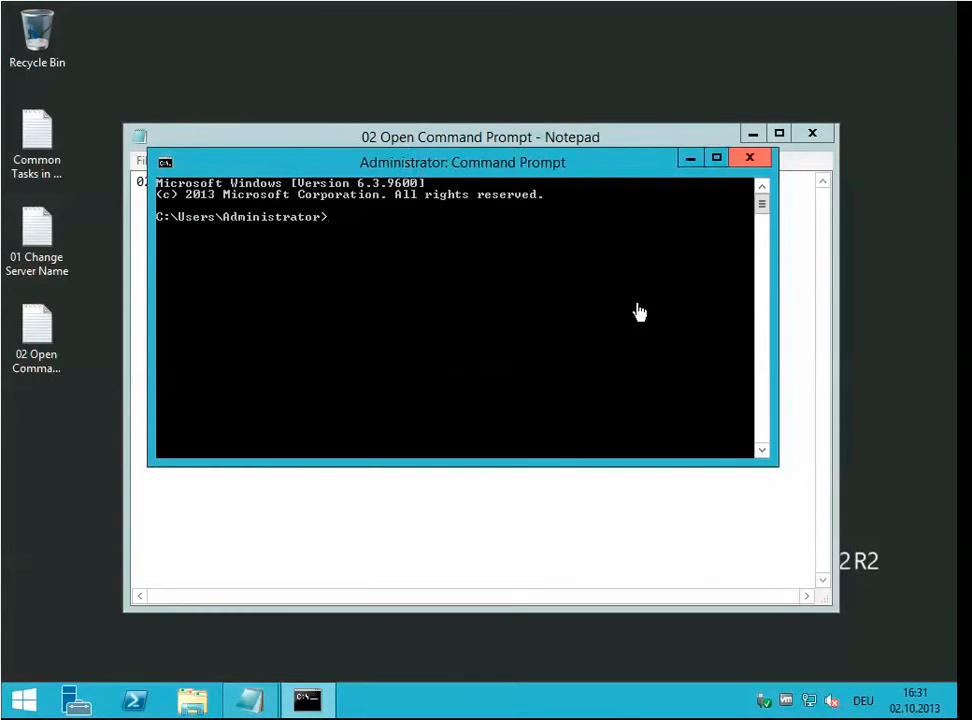 Recycle Bin
Common
Tasks in ...
01 Change
Server Name
02 Open
Comma...
02 Open Command Prompt - Notepad
Fi
Administrator: Command Prompt
02
Microsoft Windows [Version 6.3.9600]
(c) 2013 Microsoft Corporation. All rights reserved.
C:\Users\Administrator>
2 R2
C:\_
DEU
16:31
02.10.2013